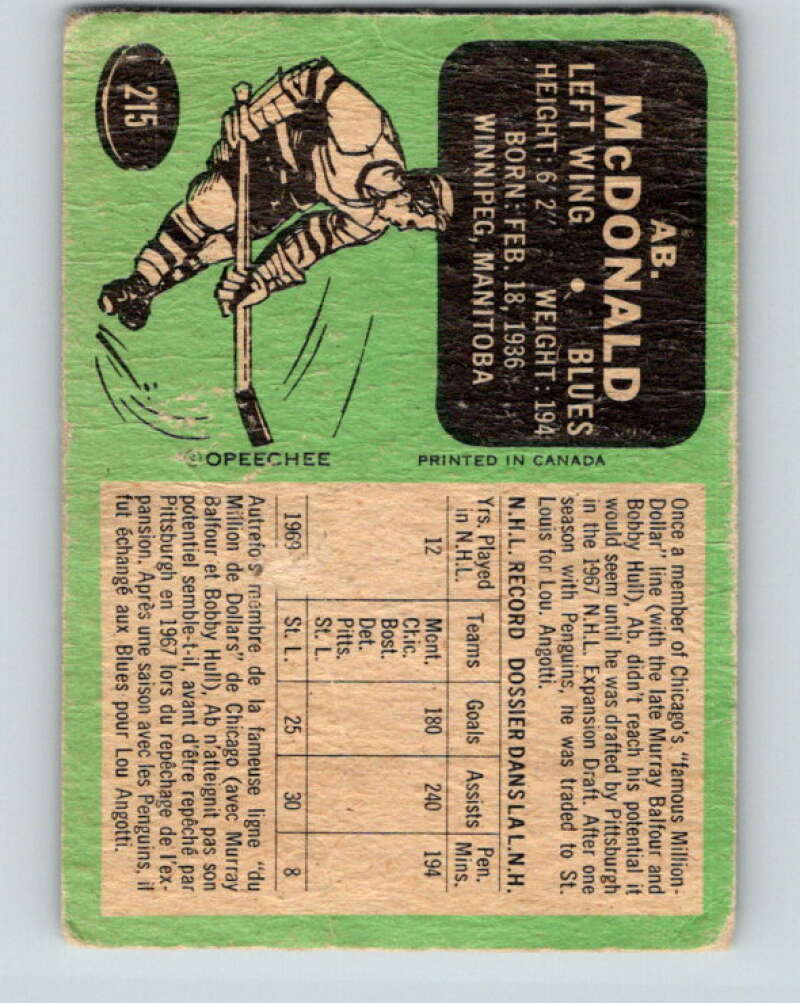 215
AB.
McDONALD
LEFT WING • BLUES
HEIGHT: 6' 2" WEIGHT: 194
BORN: FEB. 18, 1936
WINNIPEG, MANITOBA
©OPEECHEE
PRINTED IN CANADA
Once a member of Chicago's "famous Million-
Dollar" line (with the late Murray Balfour and
Bobby Hull), Ab. didn't reach his potential it
would seem until he was drafted by Pittsburgh
in the 1967 N.H.L. Expansion Draft. After one
season with Penguins, he was traded to St.
Louis for Lou. Angotti.
N.H.L. RECORD DOSSIER DANS LA L.N.H.
Yrs. Played in N.H.L. Teams Goals Assists Pen. Mins.
12 Mont. 180 240 194
Chic.
Bost.
Det.
Pitts.
St. L.
1969 St. L. 25 30 8
Autrefois membre de la fameuse ligne "du
Million de Dollars" de Chicago (avec Murray
Balfour et Bobby Hull), Ab n'atteignit pas son
potentiel semble-t-il, avant d'être repêché par
Pittsburgh en 1967 lors du repêchage de l'ex-
pansion. Après une saison avec les Penguins, il
fut échangé aux Blues pour Lou Angotti.